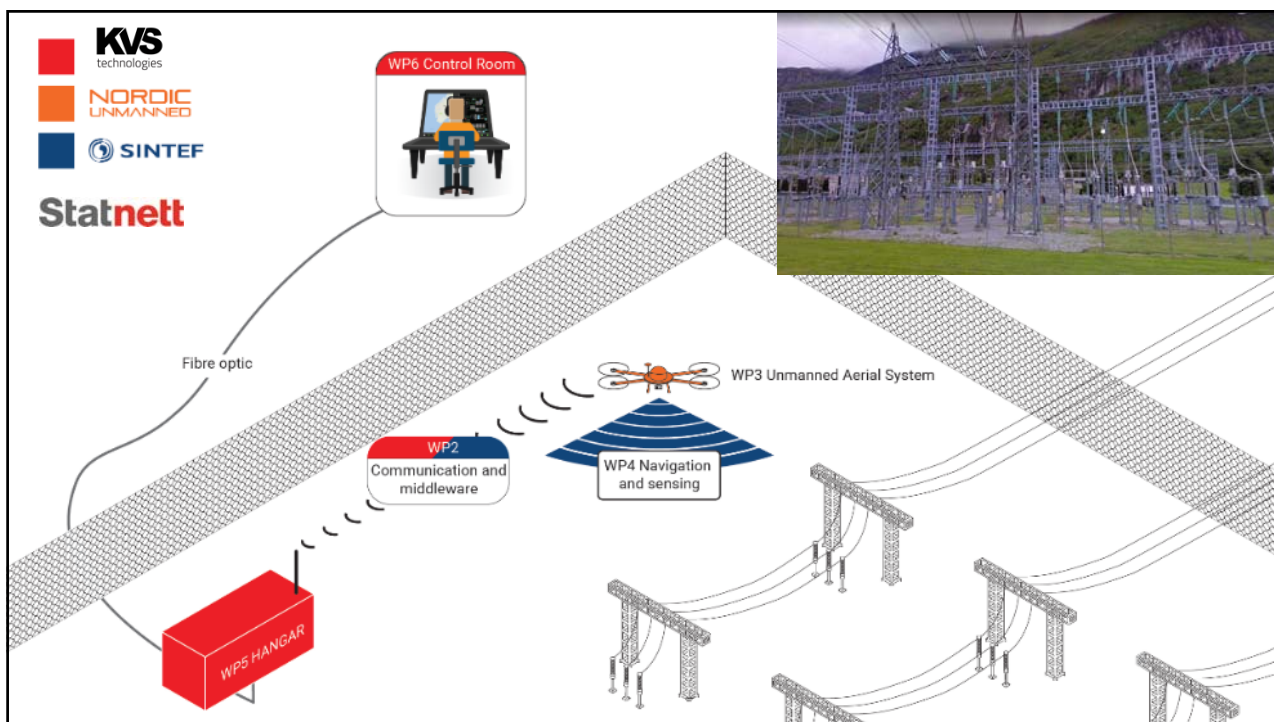 KVS
technologies
NORDIC
UNMANNED
SINTEF
Statnett
WP6 Control Room
Fibre optic
WP3 Unmanned Aerial System
WP2
Communication and
middleware
WP4 Navigation
and sensing
WP5 HANGAR